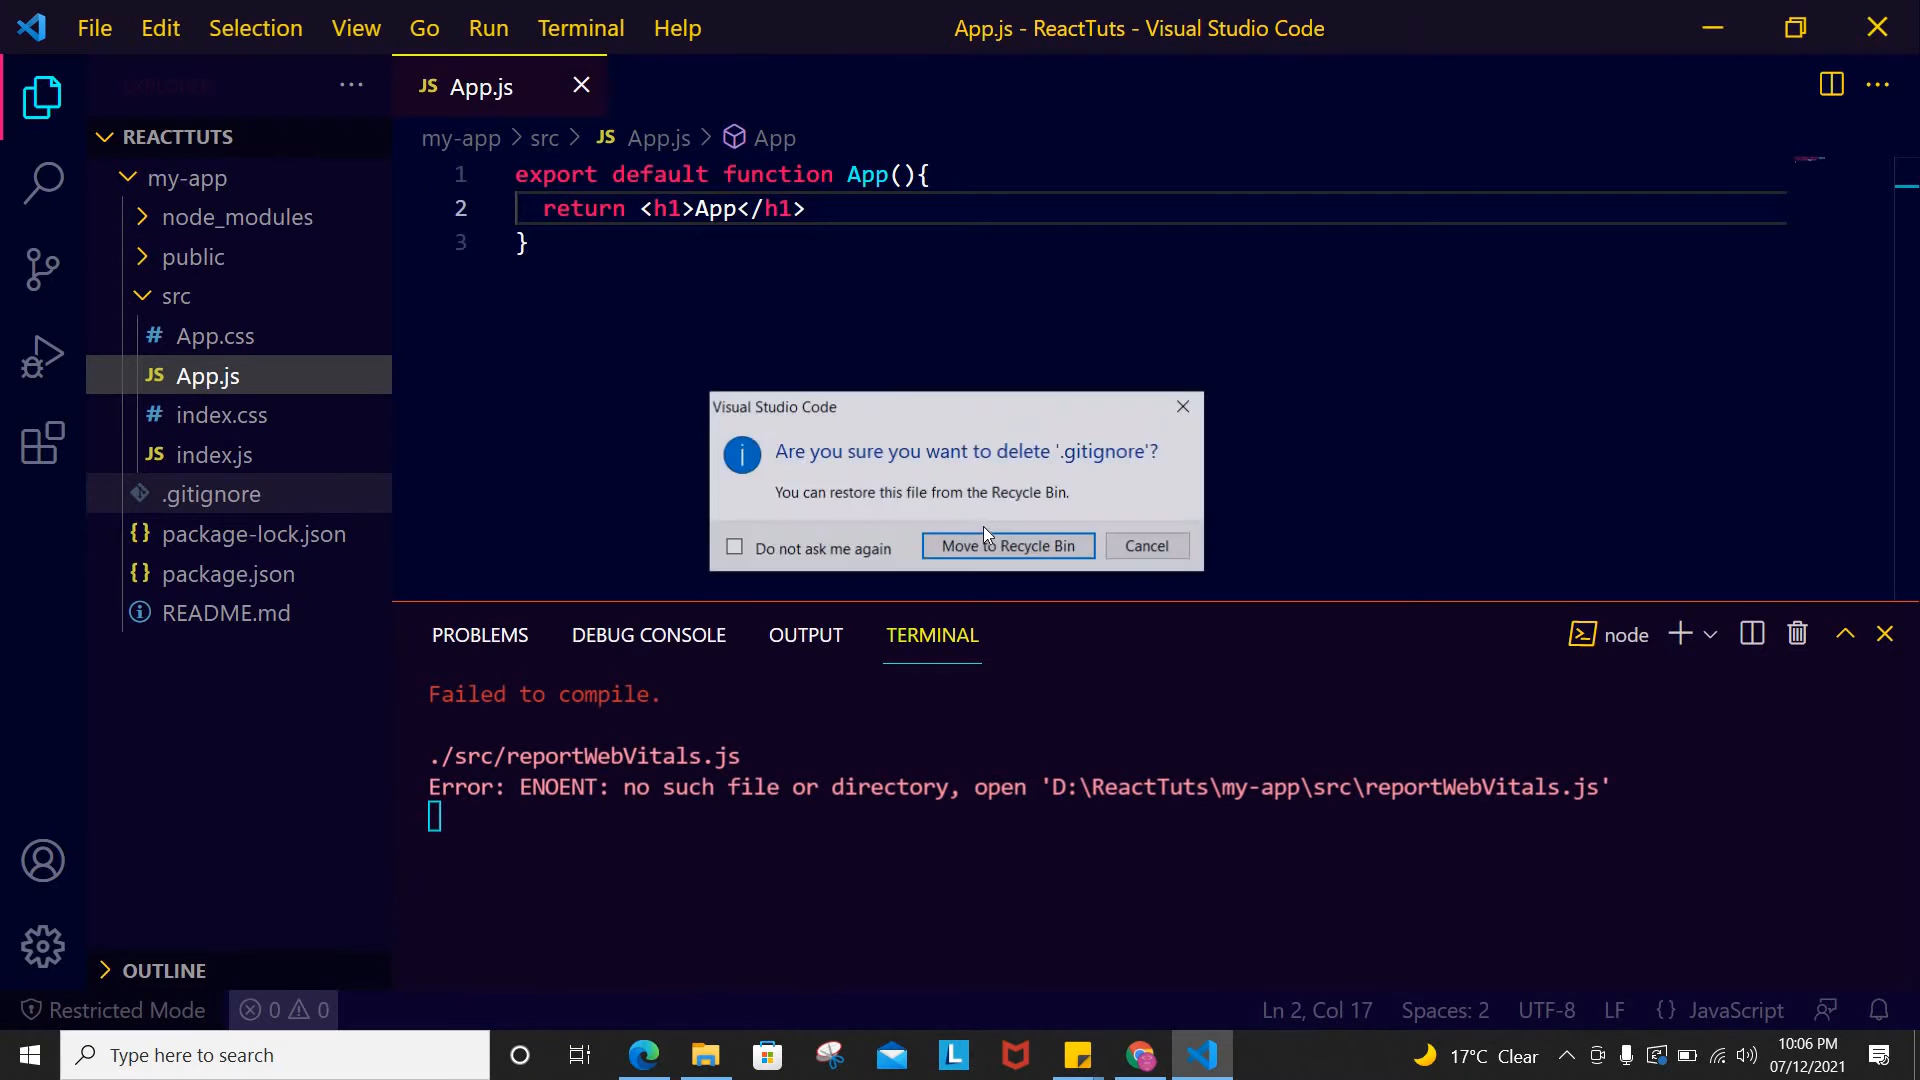 File Edit Selection View Go Run Terminal Help
App.js - ReactTuts - Visual Studio Code
EXPLORER
JS App.js
REACTTUTS
my-app
node_modules
public
src
# App.css
JS App.js
# index.css
JS index.js
.gitignore
{} package-lock.json
{} package.json
README.md
OUTLINE
my-app > src > JS App.js > App
1 export default function App(){
2 return <h1>App</h1>
3 }
Visual Studio Code
Are you sure you want to delete '.gitignore'?
You can restore this file from the Recycle Bin.
Do not ask me again
Move to Recycle Bin
Cancel
PROBLEMS DEBUG CONSOLE OUTPUT TERMINAL
node
Failed to compile.
./src/reportWebVitals.js
Error: ENOENT: no such file or directory, open 'D:\ReactTuts\my-app\src\reportWebVitals.js'
Restricted Mode 0 0
Ln 2, Col 17 Spaces: 2 UTF-8 LF {} JavaScript
Type here to search
L
17°C Clear
10:06 PM
07/12/2021